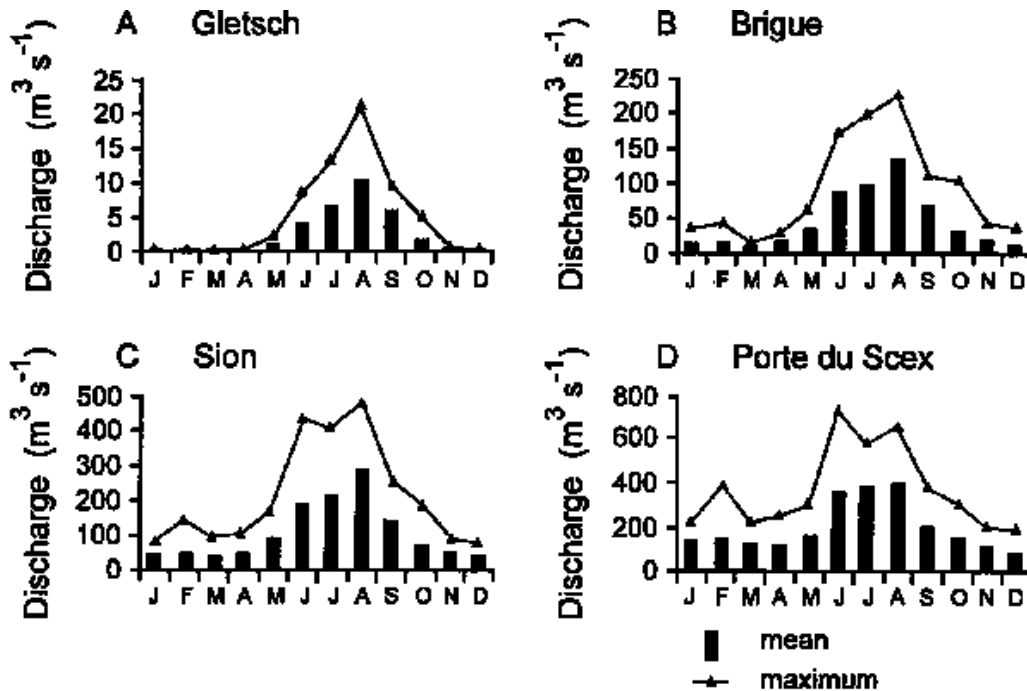 A Gletsch
Discharge (m³ s⁻¹)
25
20
15
10
5
0
J F M A M J J A S O N D
B Brigue
Discharge (m³ s⁻¹)
250
200
150
100
50
0
J F M A M J J A S O N D
C Sion
Discharge (m³ s⁻¹)
500
400
300
200
100
0
J F M A M J J A S O N D
D Porte du Scex
Discharge (m³ s⁻¹)
800
600
400
200
0
J F M A M J J A S O N D
mean
maximum